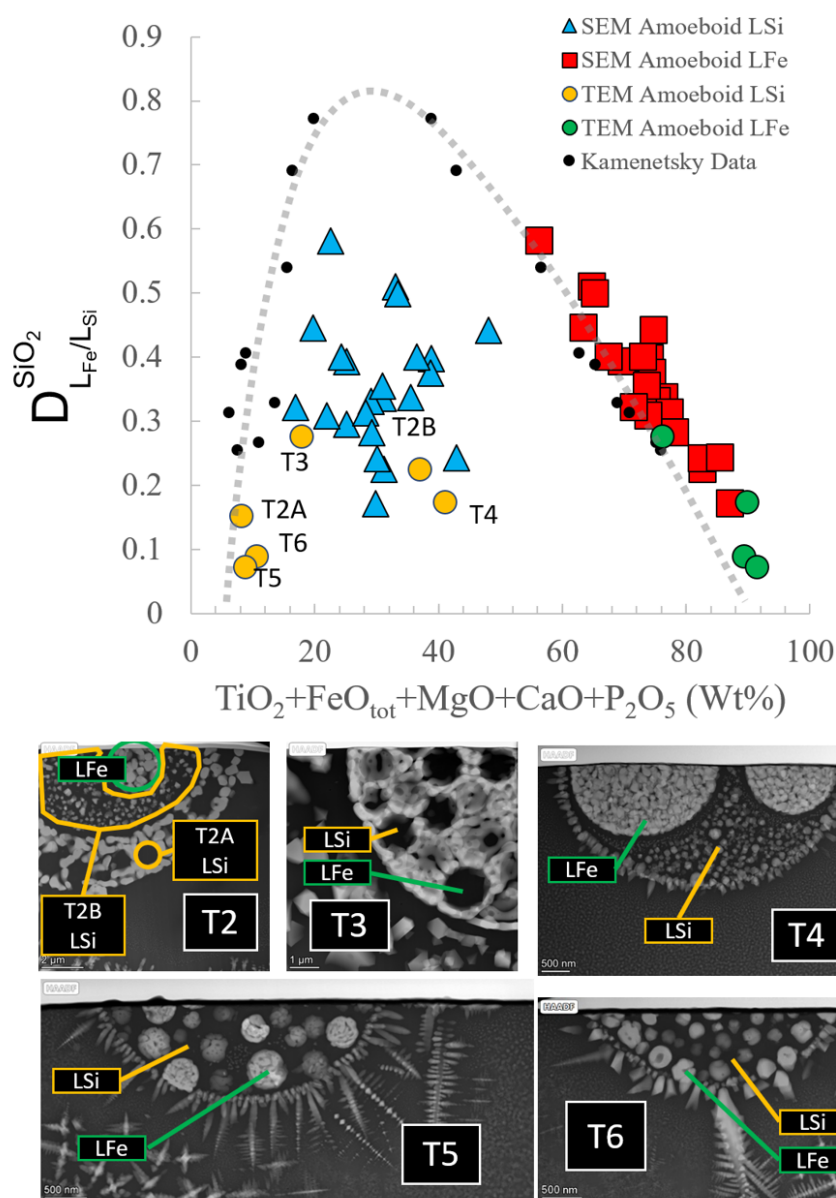 0.9
SEM Amoeboid LSi
SEM Amoeboid LFe
TEM Amoeboid LSi
TEM Amoeboid LFe
Kamenetsky Data
0.8
0.7
0.6
0.5
0.4
0.3
0.2
0.1
0
D SiO2 LFe/LSi
T2B
T3
T2A
T4
T6
T5
0 20 40 60 80 100
TiO2+FeOtot+MgO+CaO+P2O5 (Wt%)
HAADF
LFe
T2A
LSi
T2B
LSi
T2
2 µm
HAADF
LSi
LFe
T3
1 µm
HAADF
LFe
LSi
T4
500 nm
HAADF
LSi
LFe
T5
500 nm
HAADF
T6
LSi
LFe
500 nm